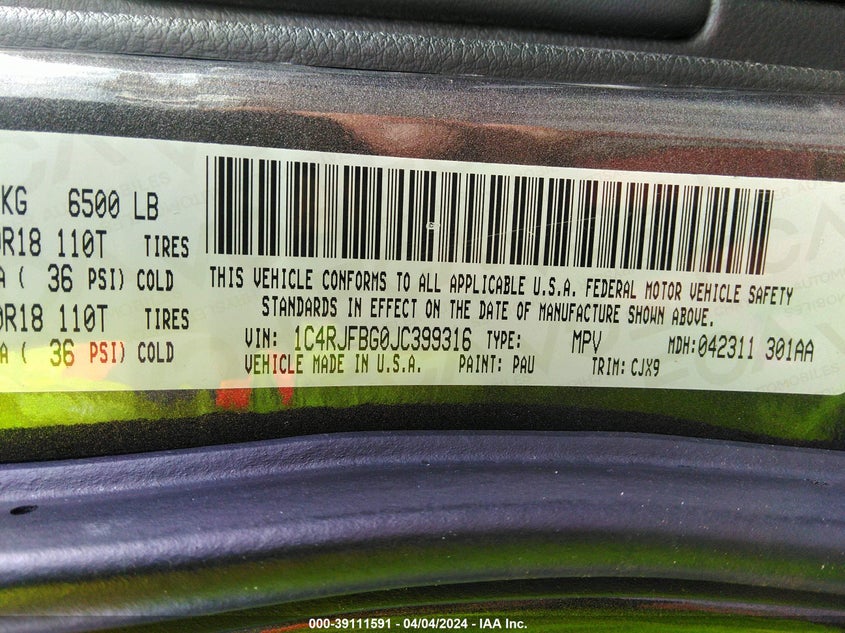 KG 6500 LB
0R18 110T TIRES
A ( 36 PSI) COLD
0R18 110T TIRES
A ( 36 PSI) COLD
THIS VEHICLE CONFORMS TO ALL APPLICABLE U.S.A. FEDERAL MOTOR VEHICLE SAFETY
STANDARDS IN EFFECT ON THE DATE OF MANUFACTURE SHOWN ABOVE.
VIN: 1C4RJFBG0JC399316 TYPE: MPV MDH:042311 301AA
VEHICLE MADE IN U.S.A. PAINT: PAU TRIM: CJX9
000-39111591 - 04/04/2024 - IAA Inc.